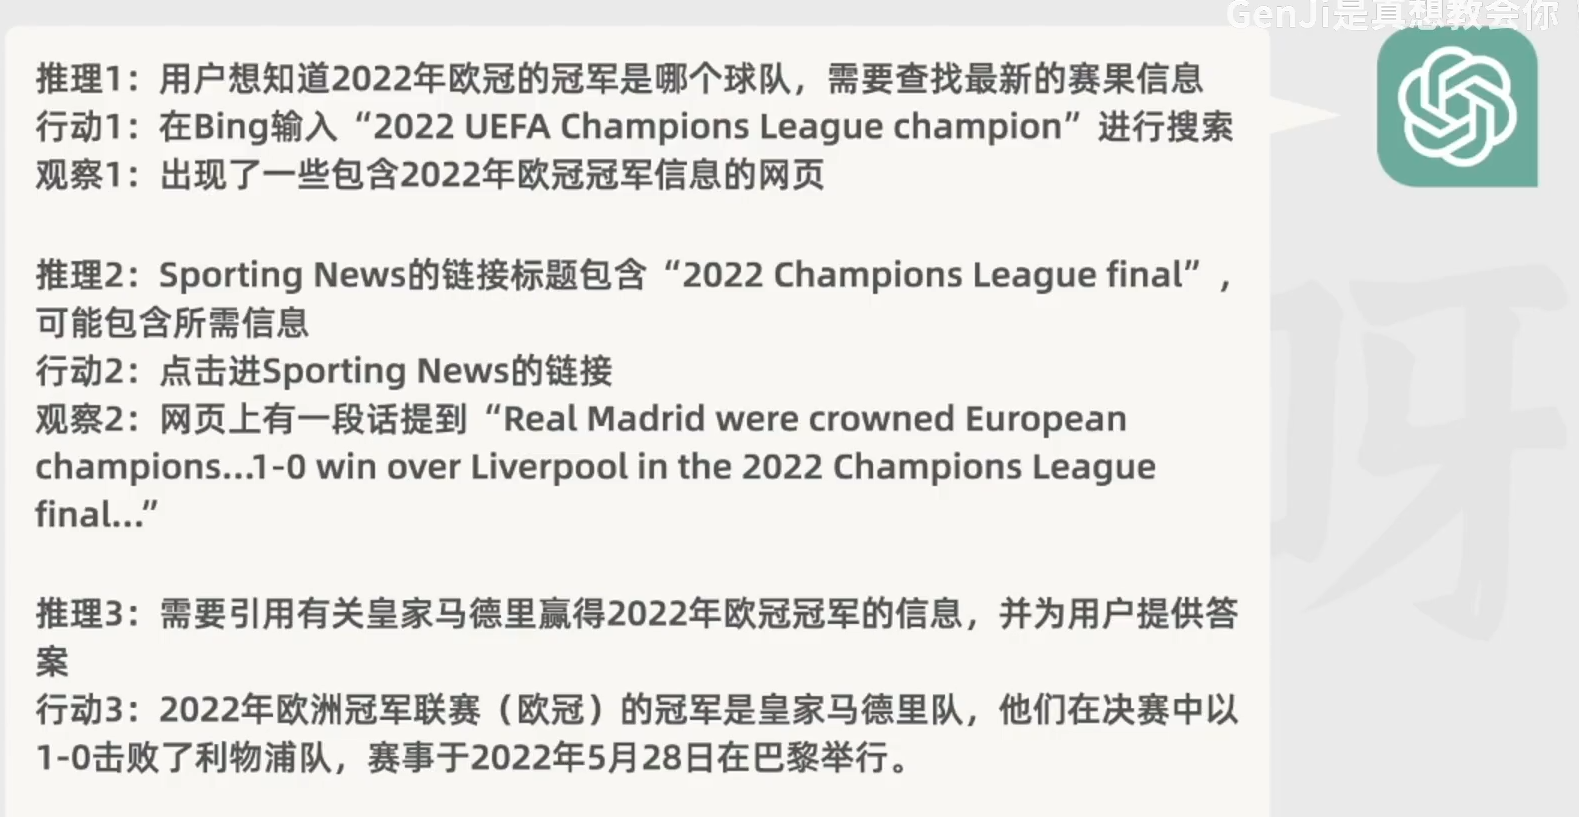 GenJi是真想教会你
推理1：用户想知道2022年欧冠的冠军是哪个球队，需要查找最新的赛果信息
行动1：在Bing输入“2022 UEFA Champions League champion”进行搜索
观察1：出现了一些包含2022年欧冠冠军信息的网页
推理2：Sporting News的链接标题包含“2022 Champions League final”，
可能包含所需信息
行动2：点击进Sporting News的链接
观察2：网页上有一段话提到“Real Madrid were crowned European
champions...1-0 win over Liverpool in the 2022 Champions League
final...”
推理3：需要引用有关皇家马德里赢得2022年欧冠冠军的信息，并为用户提供答
案
行动3：2022年欧洲冠军联赛（欧冠）的冠军是皇家马德里队，他们在决赛中以
1-0击败了利物浦队，赛事于2022年5月28日在巴黎举行。
呀